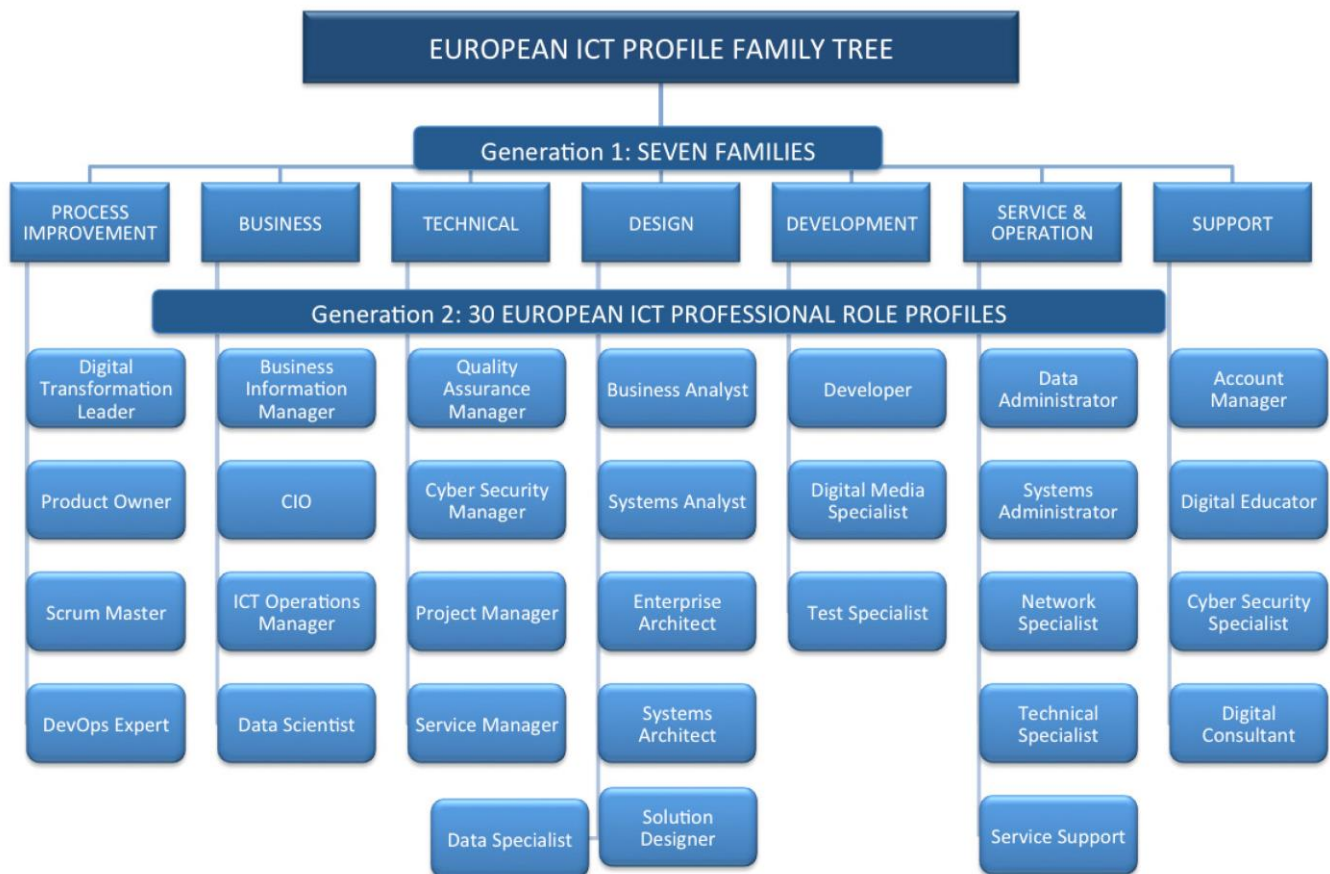 EUROPEAN ICT PROFILE FAMILY TREE
Generation 1: SEVEN FAMILIES
PROCESS
IMPROVEMENT
BUSINESS
TECHNICAL
DESIGN
DEVELOPMENT
SERVICE &
OPERATION
SUPPORT
Generation 2: 30 EUROPEAN ICT PROFESSIONAL ROLE PROFILES
Digital
Transformation
Leader
Business
Information
Manager
Quality
Assurance
Manager
Business Analyst
Developer
Data
Administrator
Account
Manager
Product Owner
CIO
Cyber Security
Manager
Systems Analyst
Digital Media
Specialist
Systems
Administrator
Digital Educator
Scrum Master
ICT Operations
Manager
Project Manager
Enterprise
Architect
Test Specialist
Network
Specialist
Cyber Security
Specialist
DevOps Expert
Data Scientist
Service Manager
Systems
Architect
Technical
Specialist
Digital
Consultant
Data Specialist
Solution
Designer
Service Support